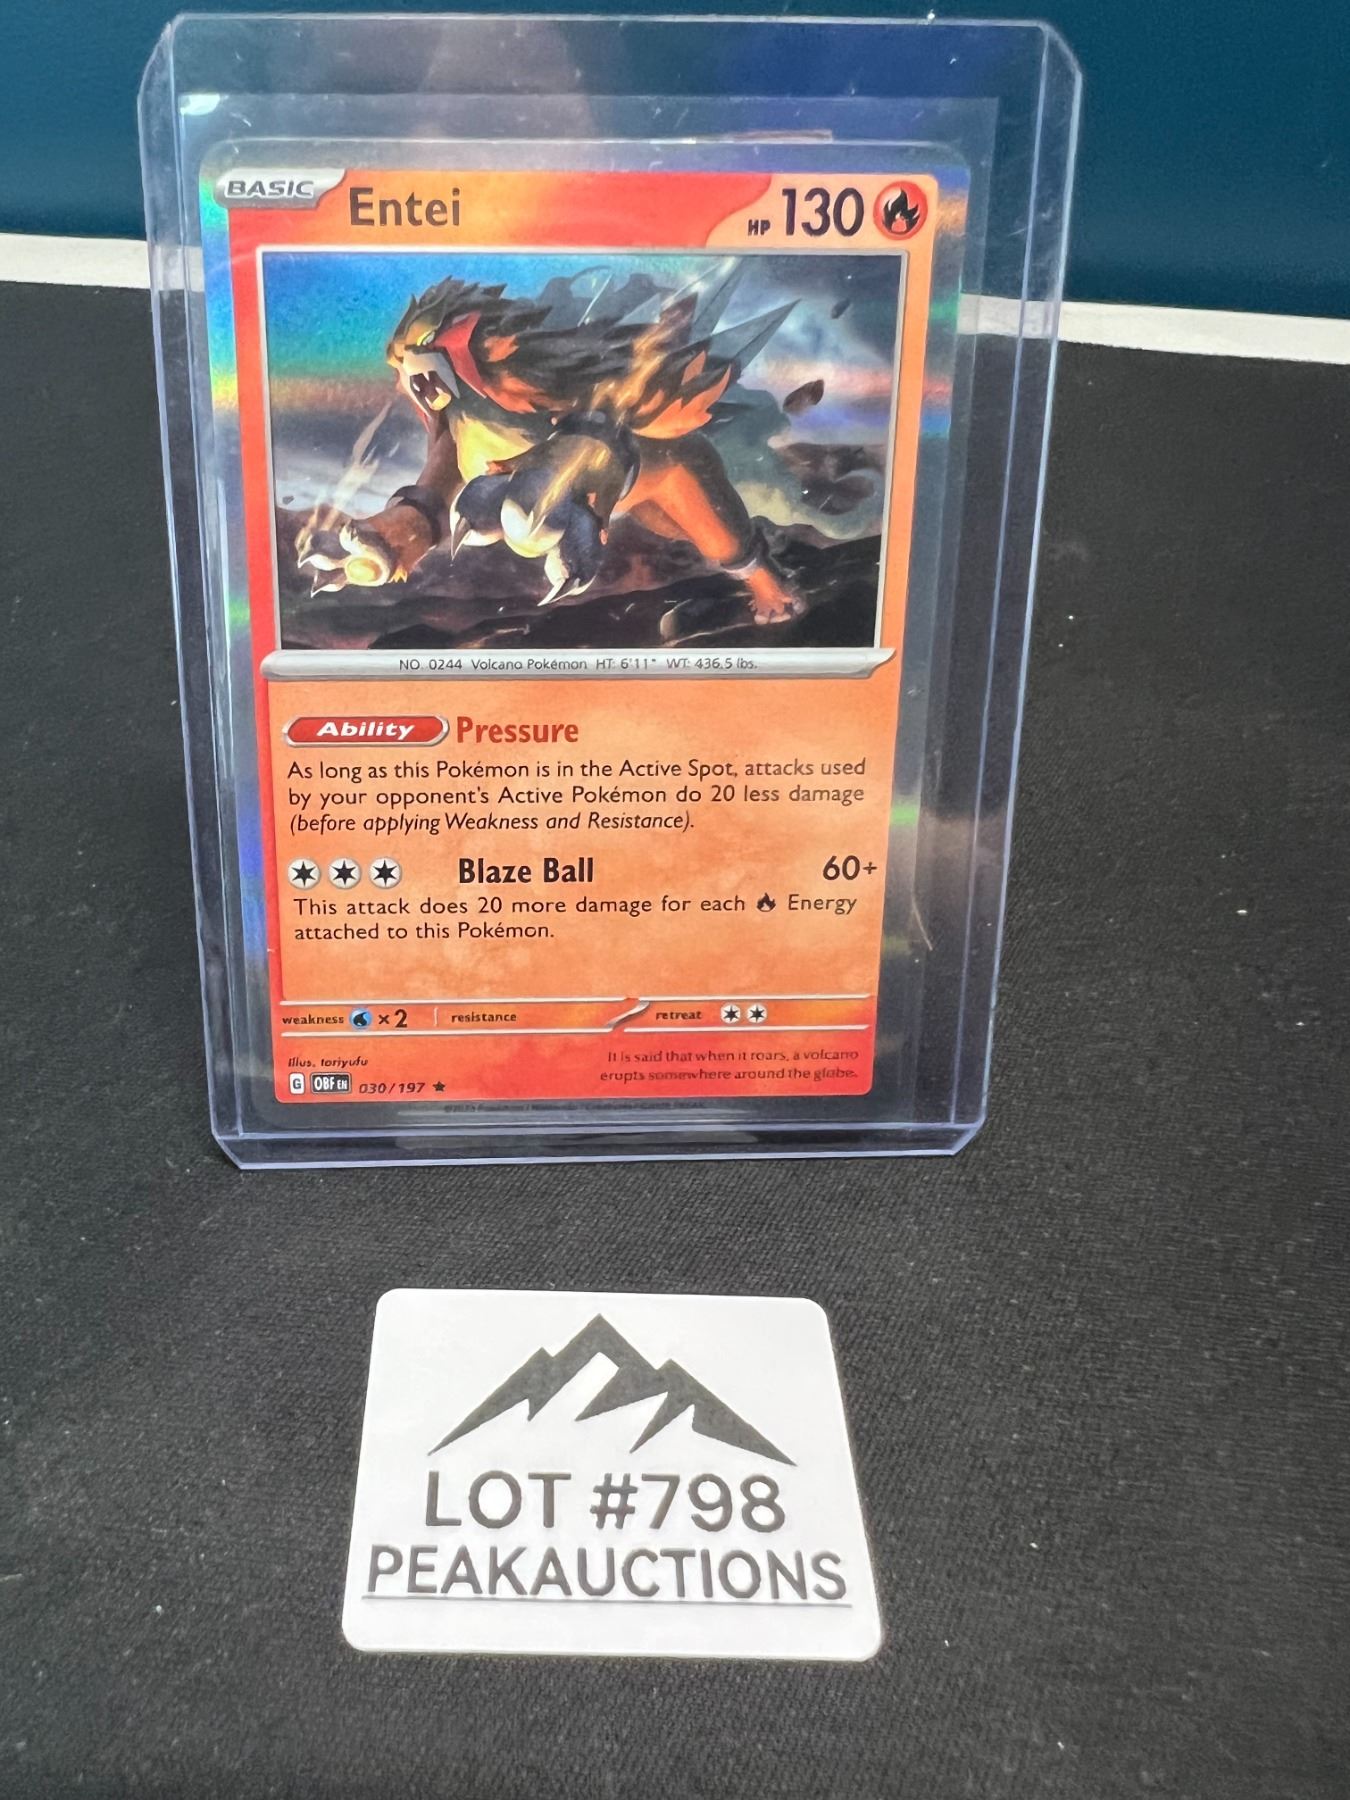 BASIC Entei HP 130
NO. 0244 Volcano Pokémon HT: 6'11" WT: 436.5 lbs.
Ability Pressure
As long as this Pokémon is in the Active Spot, attacks used
by your opponent's Active Pokémon do 20 less damage
(before applying Weakness and Resistance).
Blaze Ball 60+
This attack does 20 more damage for each Energy
attached to this Pokémon.
weakness ×2 resistance retreat
Illus. toriyufu
It is said that when it roars, a volcano
erupts somewhere around the globe.
G OBF EN 030/197
LOT #798
PEAKAUCTIONS